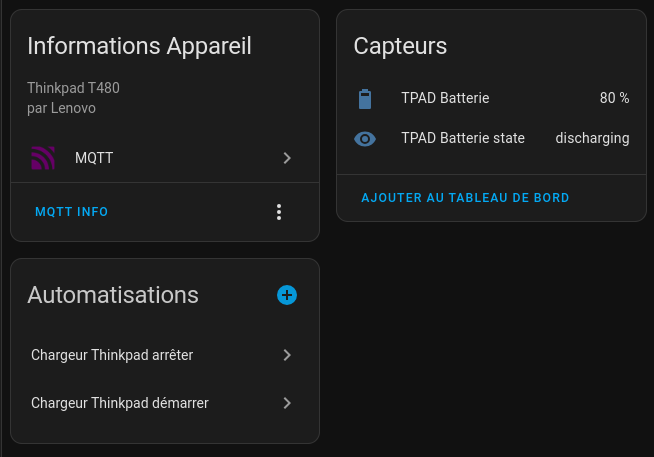 Informations Appareil
Thinkpad T480
par Lenovo
MQTT
MQTT INFO
Automatisations
Chargeur Thinkpad arrêter
Chargeur Thinkpad démarrer
Capteurs
TPAD Batterie 80 %
TPAD Batterie state discharging
AJOUTER AU TABLEAU DE BORD